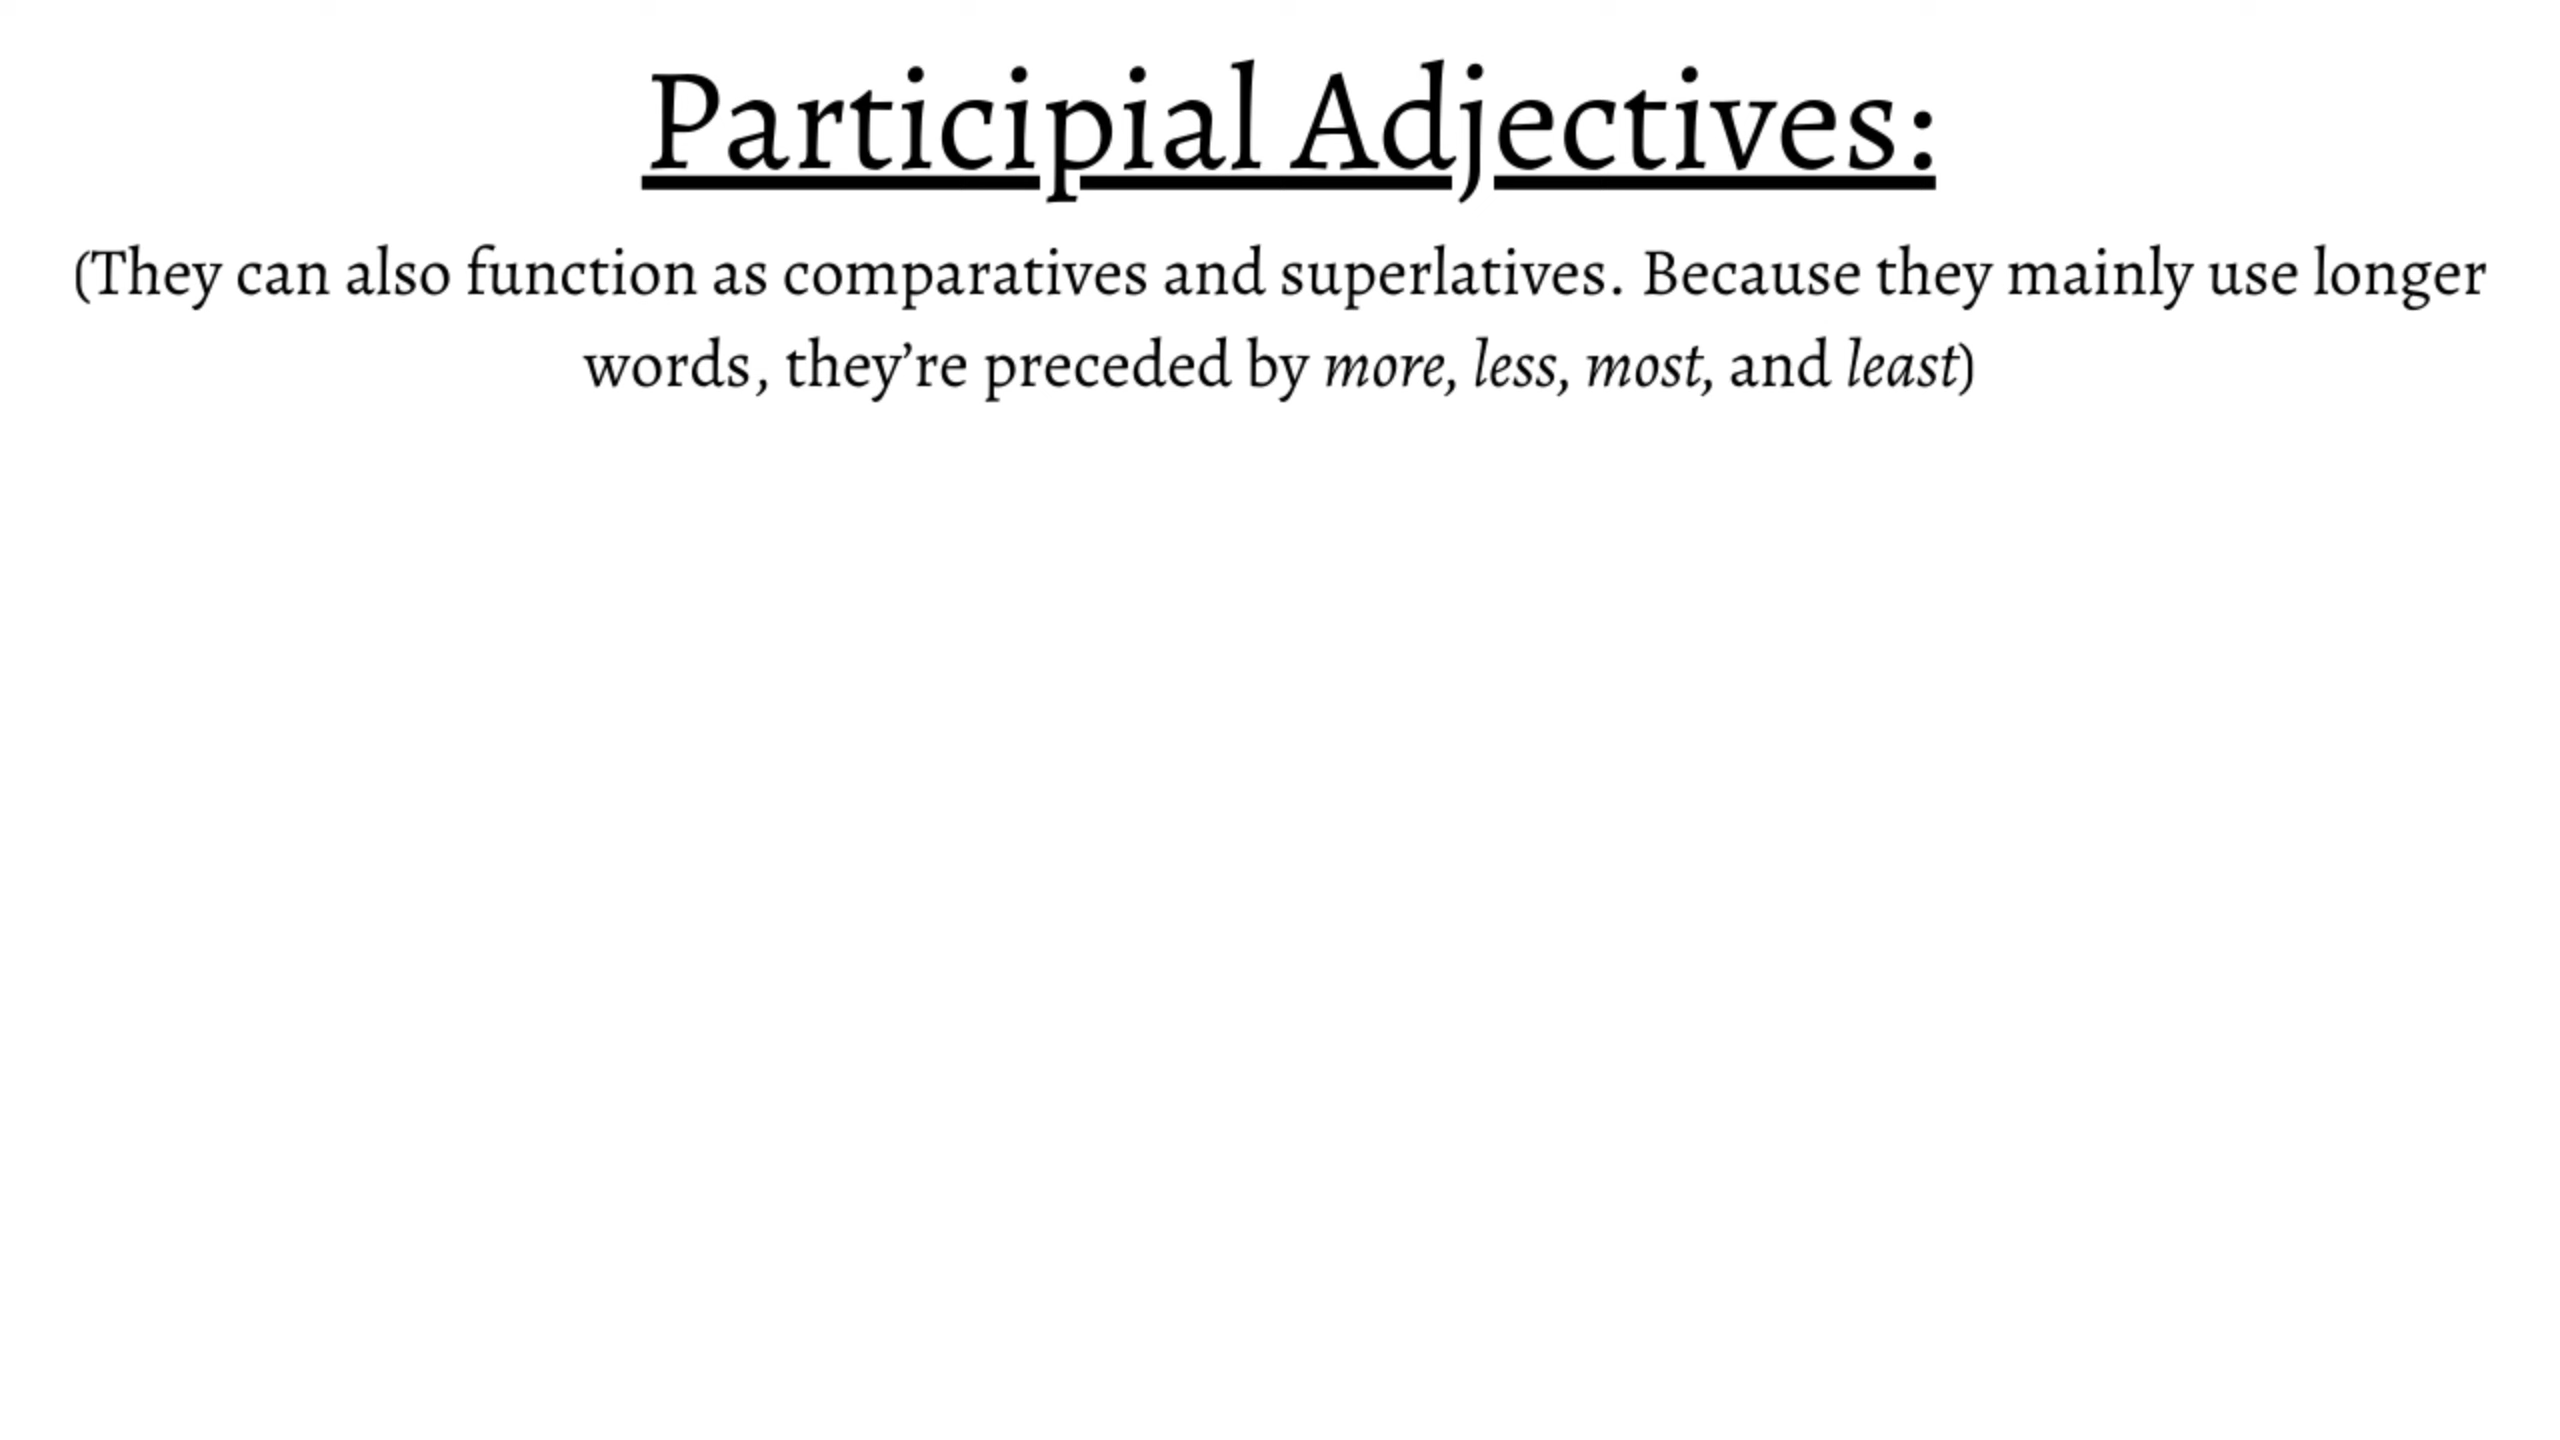 Participial Adjectives:
(They can also function as comparatives and superlatives. Because they mainly use longer
words, they’re preceded by more, less, most, and least)